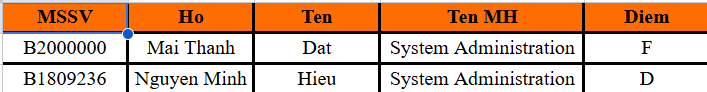 MSSV Ho Ten Ten MH Diem
B2000000 Mai Thanh Dat System Administration F
B1809236 Nguyen Minh Hieu System Administration D